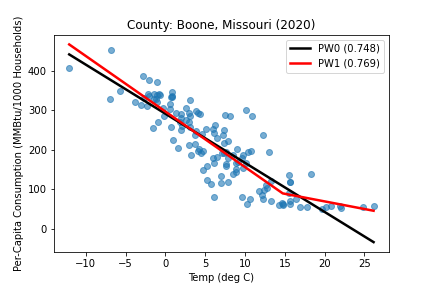 County: Boone, Missouri (2020)
PW0 (0.748)
PW1 (0.769)
Per-Capita Consumption (MMBtu/1000 Households)
400
300
200
100
0
−10 −5 0 5 10 15 20 25
Temp (deg C)